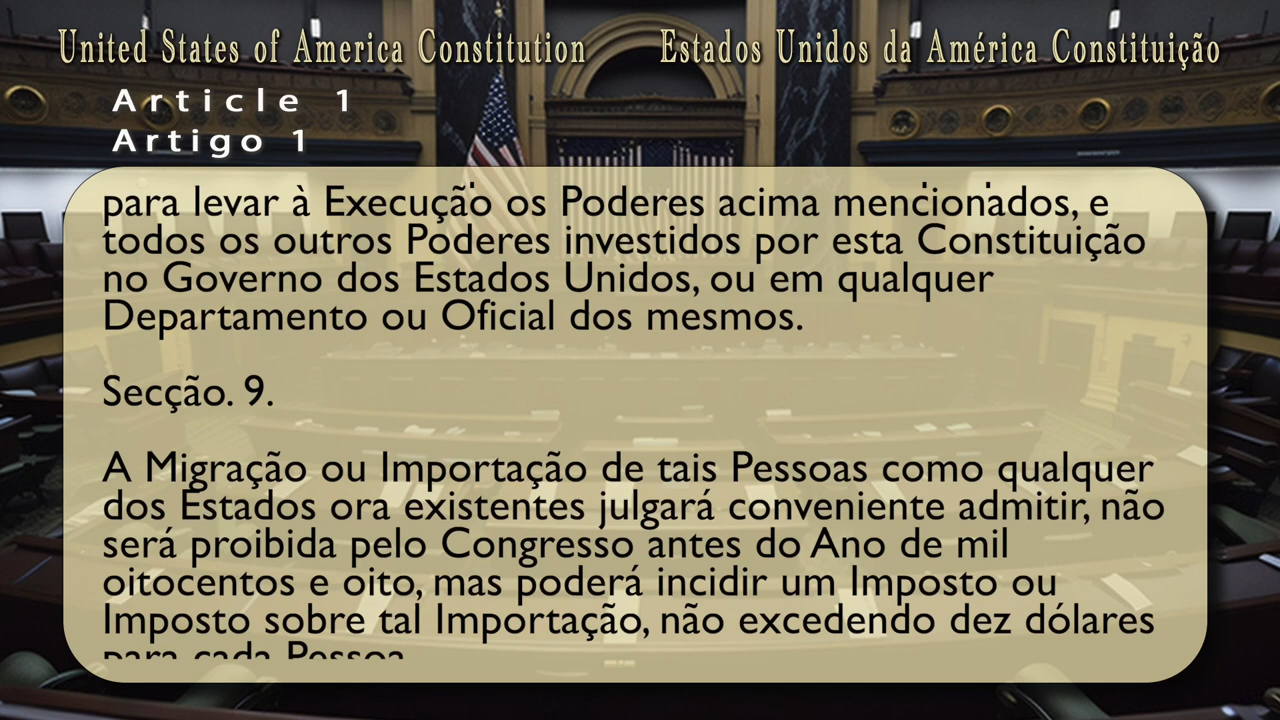 United States of America Constitution Estados Unidos da América Constituição
Article 1
Artigo 1
para levar à Execução os Poderes acima mencionados, e
todos os outros Poderes investidos por esta Constituição
no Governo dos Estados Unidos, ou em qualquer
Departamento ou Oficial dos mesmos.
Secção. 9.
A Migração ou Importação de tais Pessoas como qualquer
dos Estados ora existentes julgará conveniente admitir, não
será proibida pelo Congresso antes do Ano de mil
oitocentos e oito, mas poderá incidir um Imposto ou
Imposto sobre tal Importação, não excedendo dez dólares
para cada Pessoa